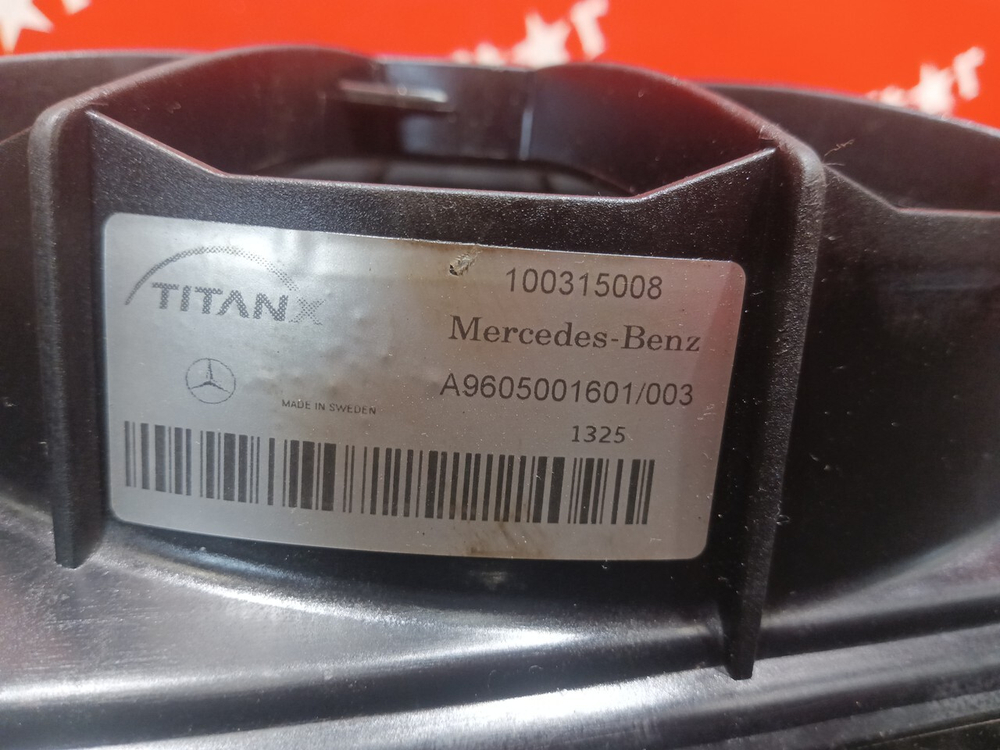 TITANX
100315008
Mercedes-Benz
A9605001601/003
MADE IN SWEDEN
1325